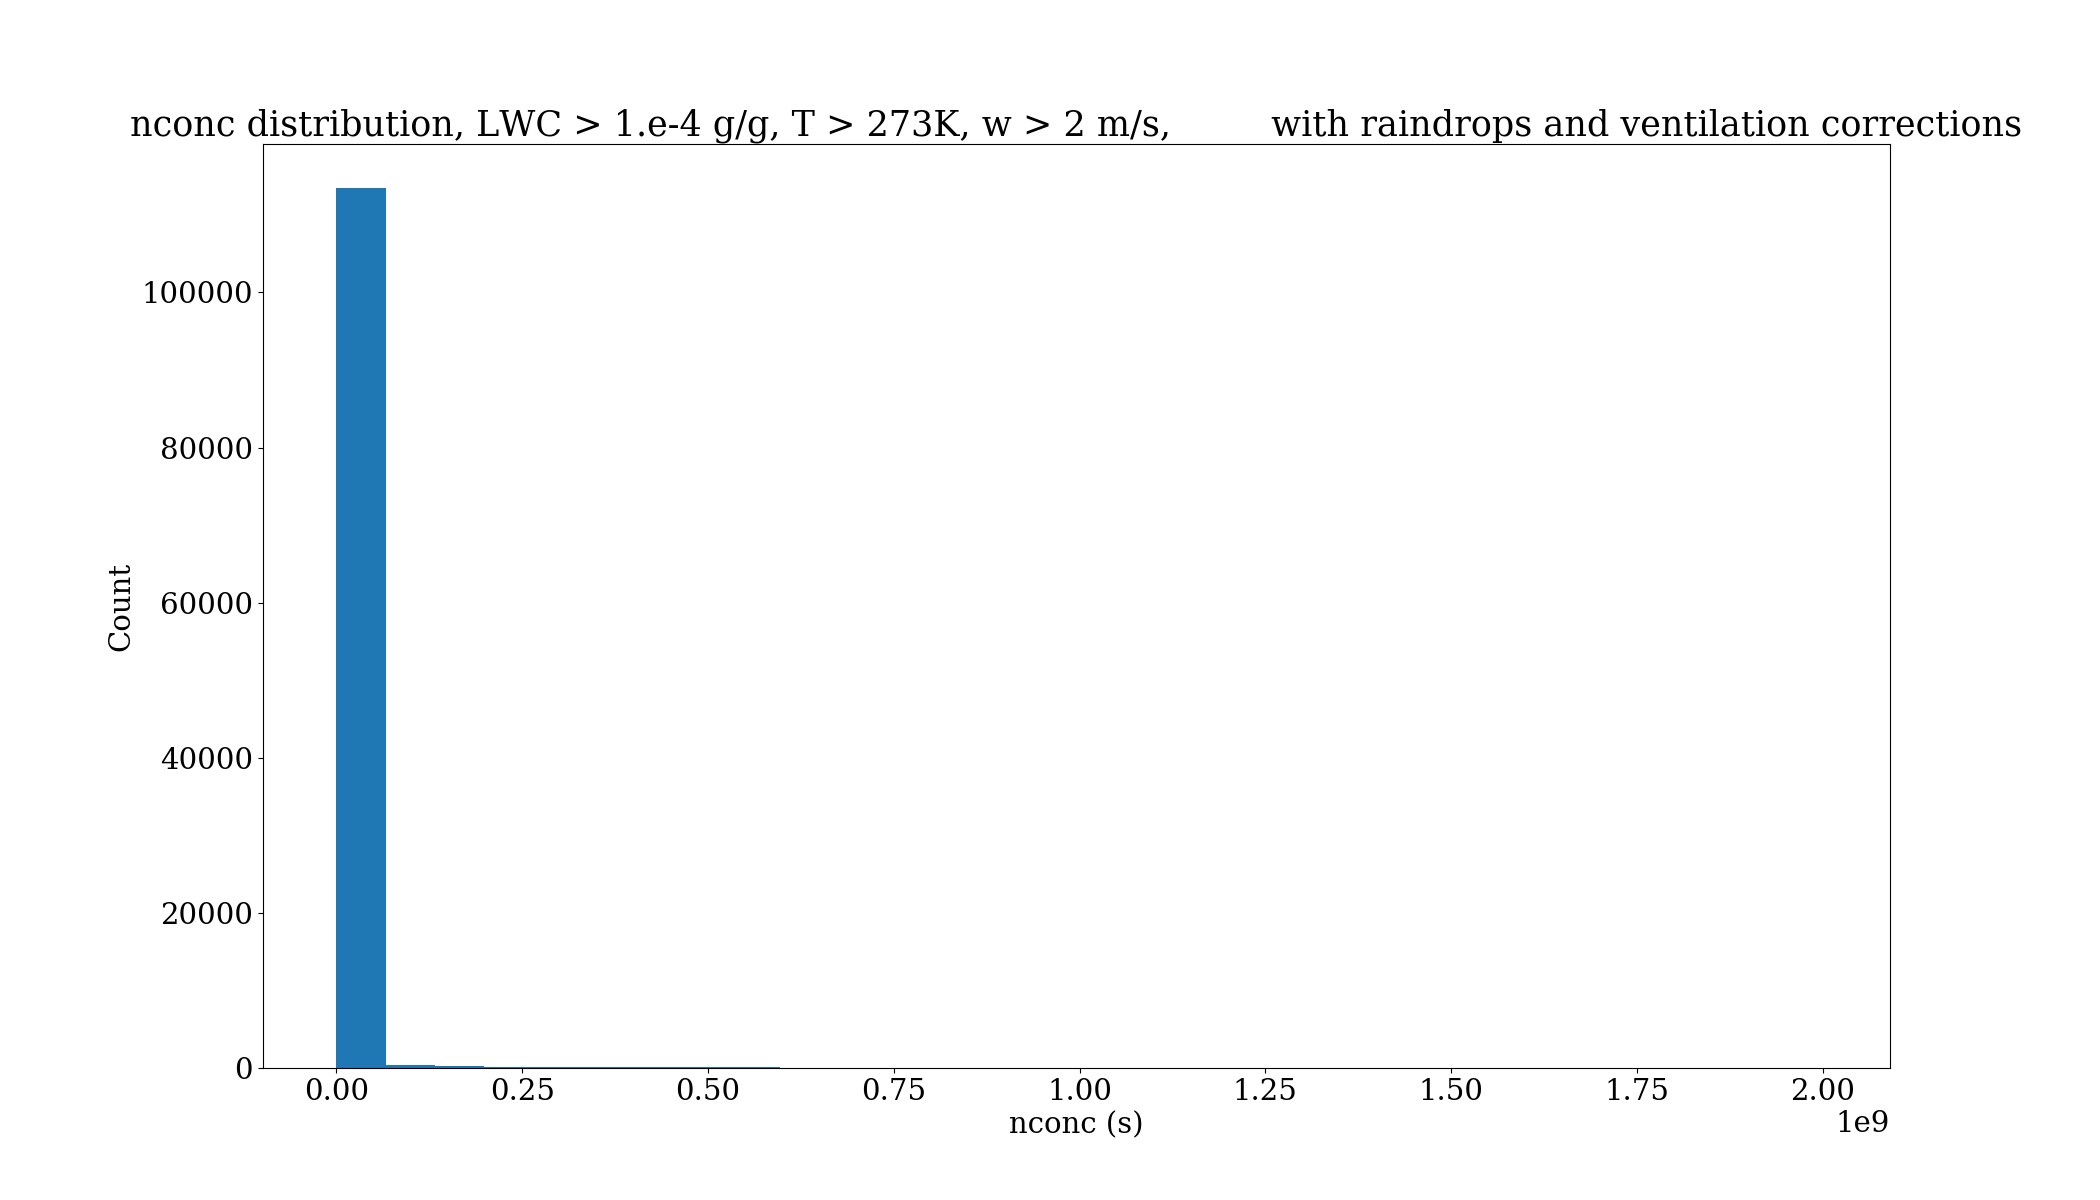 nconc distribution, LWC > 1.e-4 g/g, T > 273K, w > 2 m/s,         with raindrops and ventilation corrections
100000
80000
60000
40000
20000
0
Count
0.00 0.25 0.50 0.75 1.00 1.25 1.50 1.75 2.00
nconc (s)
1e9